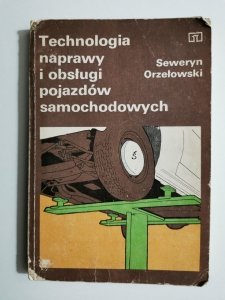 Technologia
naprawy
i obsługi
pojazdów
samochodowych
Seweryn
Orzełowski